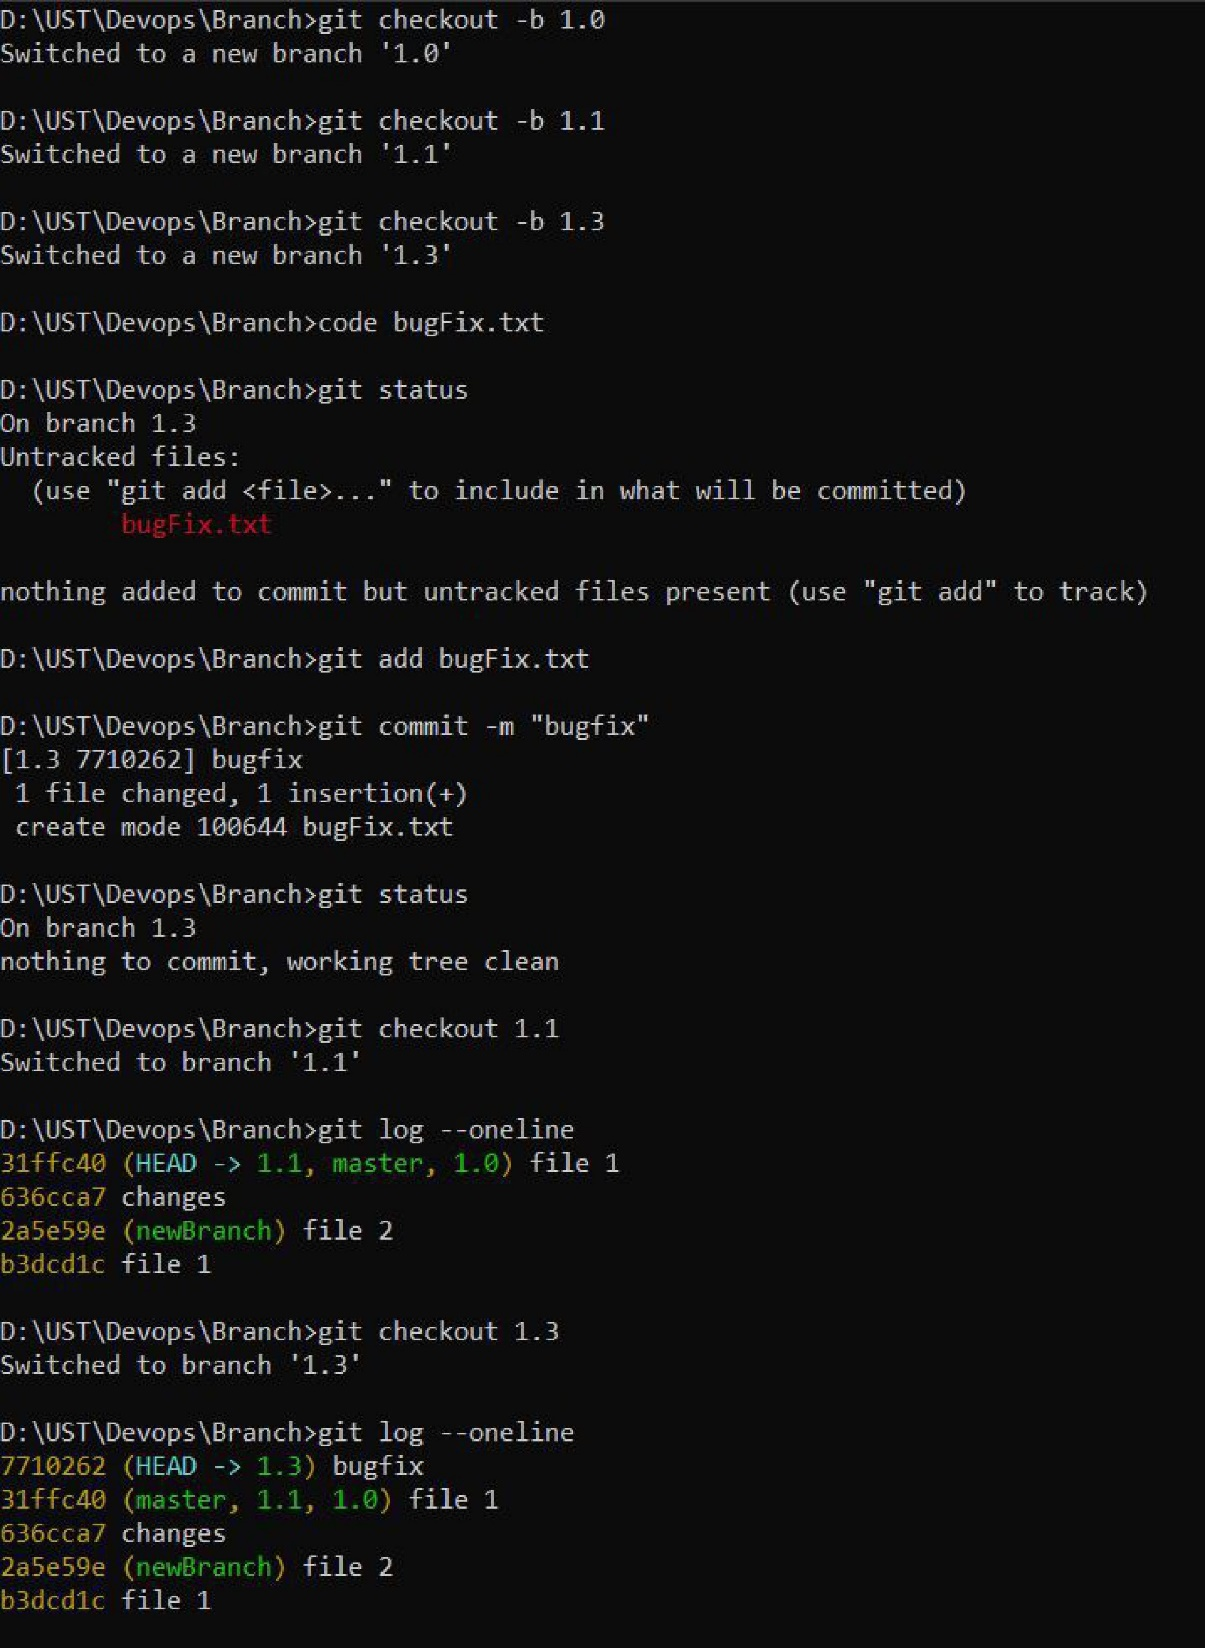 D:\UST\Devops\Branch>git checkout -b 1.0
Switched to a new branch '1.0'
D:\UST\Devops\Branch>git checkout -b 1.1
Switched to a new branch '1.1'
D:\UST\Devops\Branch>git checkout -b 1.3
Switched to a new branch '1.3'
D:\UST\Devops\Branch>code bugFix.txt
D:\UST\Devops\Branch>git status
On branch 1.3
Untracked files:
  (use "git add <file>..." to include in what will be committed)
        bugFix.txt
nothing added to commit but untracked files present (use "git add" to track)
D:\UST\Devops\Branch>git add bugFix.txt
D:\UST\Devops\Branch>git commit -m "bugfix"
[1.3 7710262] bugfix
 1 file changed, 1 insertion(+)
 create mode 100644 bugFix.txt
D:\UST\Devops\Branch>git status
On branch 1.3
nothing to commit, working tree clean
D:\UST\Devops\Branch>git checkout 1.1
Switched to branch '1.1'
D:\UST\Devops\Branch>git log --oneline
31ffc40 (HEAD -> 1.1, master, 1.0) file 1
636cca7 changes
2a5e59e (newBranch) file 2
b3dcd1c file 1
D:\UST\Devops\Branch>git checkout 1.3
Switched to branch '1.3'
D:\UST\Devops\Branch>git log --oneline
7710262 (HEAD -> 1.3) bugfix
31ffc40 (master, 1.1, 1.0) file 1
636cca7 changes
2a5e59e (newBranch) file 2
b3dcd1c file 1